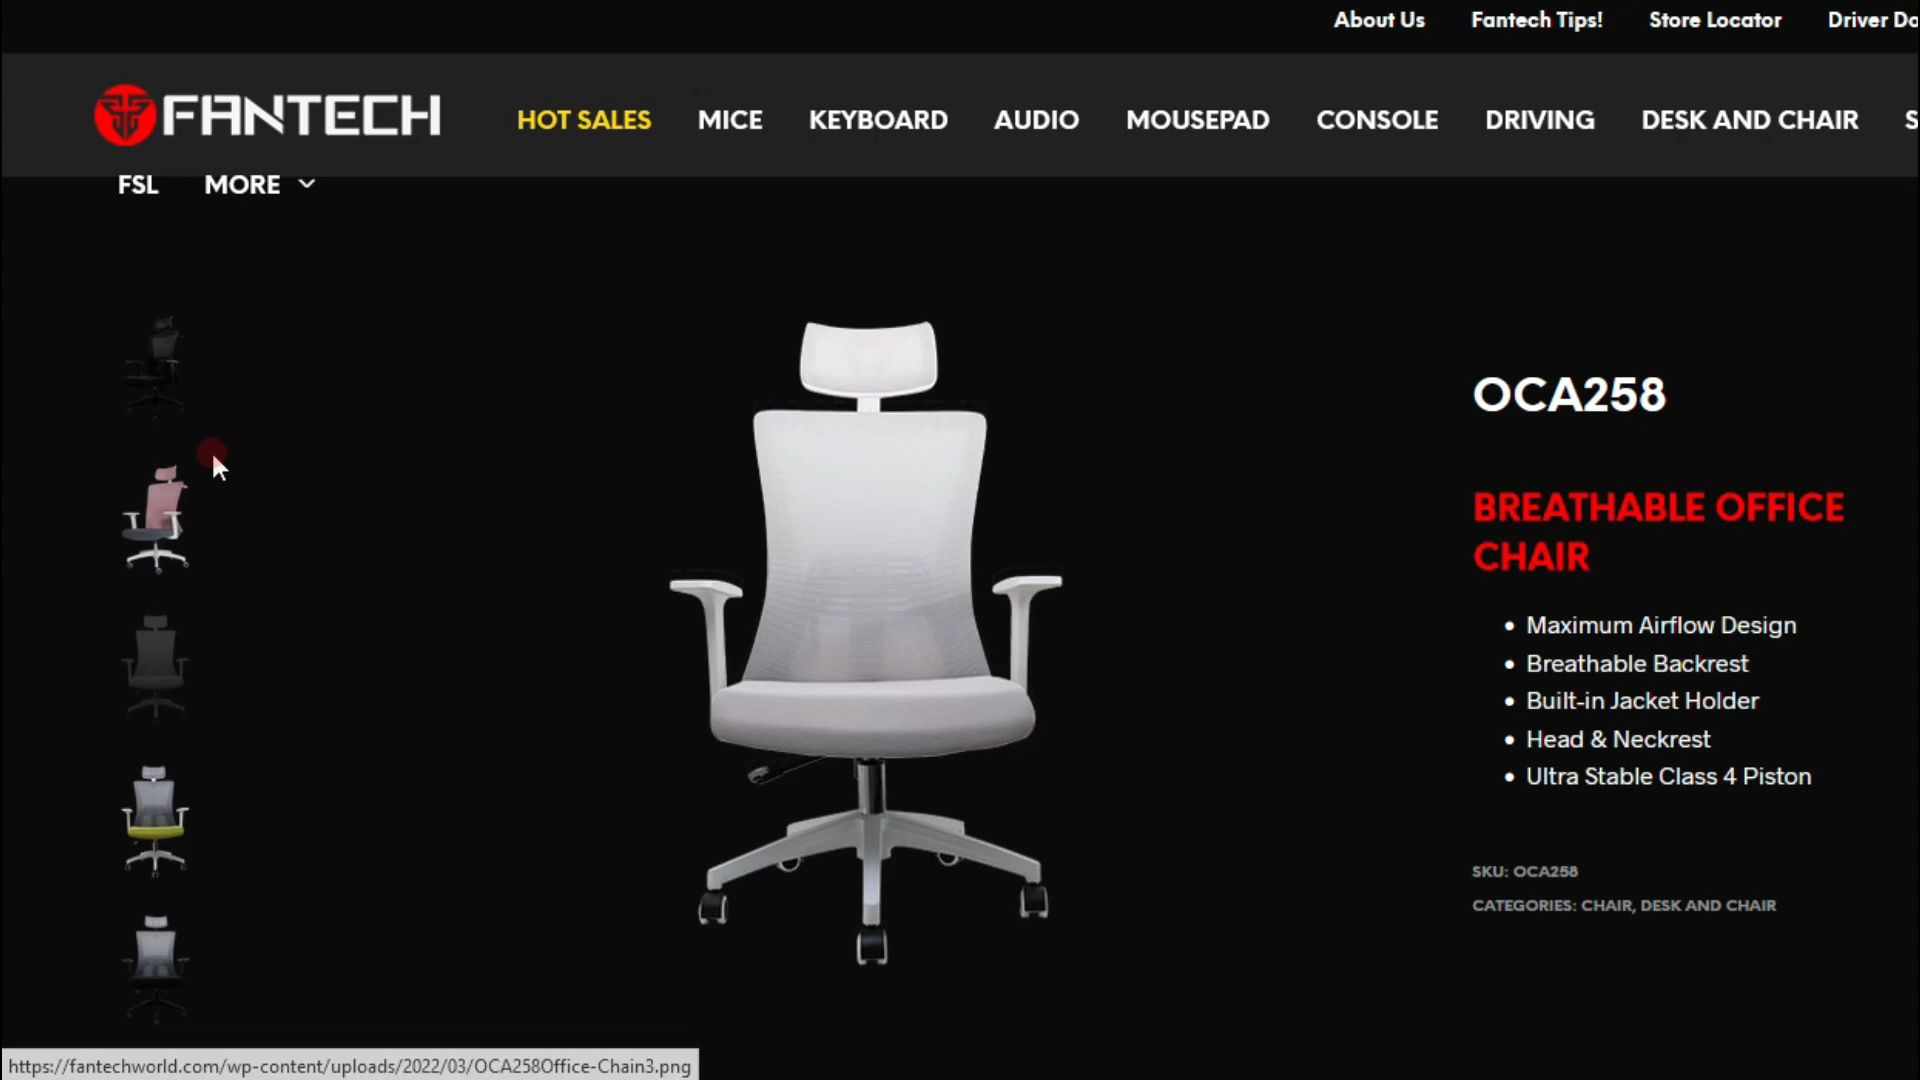 About Us Fantech Tips! Store Locator Driver Do
FANTECH HOT SALES MICE KEYBOARD AUDIO MOUSEPAD CONSOLE DRIVING DESK AND CHAIR S
FSL MORE
OCA258
BREATHABLE OFFICE
CHAIR
• Maximum Airflow Design
• Breathable Backrest
• Built-in Jacket Holder
• Head & Neckrest
• Ultra Stable Class 4 Piston
SKU: OCA258
CATEGORIES: CHAIR, DESK AND CHAIR
https://fantechworld.com/wp-content/uploads/2022/03/OCA258Office-Chain3.png